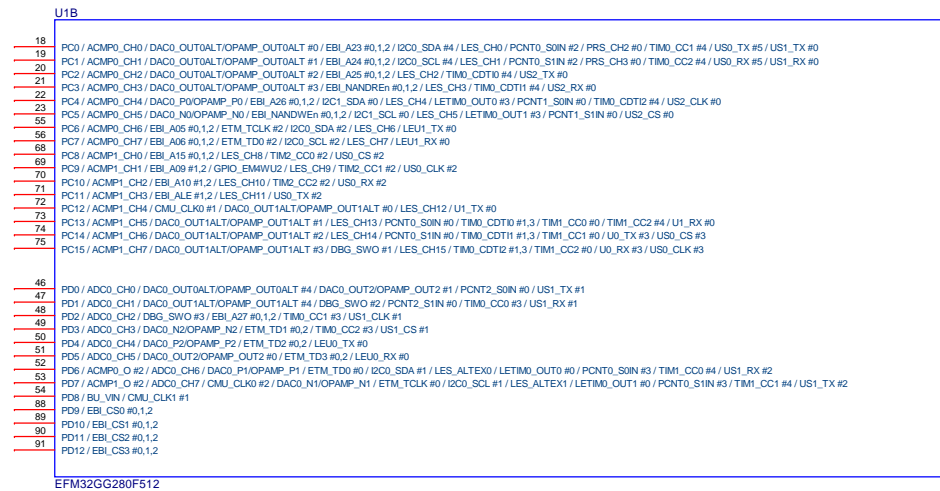 U1B
18 PC0 / ACMP0_CH0 / DAC0_OUT0ALT/OPAMP_OUT0ALT #0 / EBI_A23 #0,1,2 / I2C0_SDA #4 / LES_CH0 / PCNT0_S0IN #2 / PRS_CH2 #0 / TIM0_CC1 #4 / US0_TX #5 / US1_TX #0
19 PC1 / ACMP0_CH1 / DAC0_OUT0ALT/OPAMP_OUT0ALT #1 / EBI_A24 #0,1,2 / I2C0_SCL #4 / LES_CH1 / PCNT0_S1IN #2 / PRS_CH3 #0 / TIM0_CC2 #4 / US0_RX #5 / US1_RX #0
20 PC2 / ACMP0_CH2 / DAC0_OUT0ALT/OPAMP_OUT0ALT #2 / EBI_A25 #0,1,2 / LES_CH2 / TIM0_CDTI0 #4 / US2_TX #0
21 PC3 / ACMP0_CH3 / DAC0_OUT0ALT/OPAMP_OUT0ALT #3 / EBI_NANDREn #0,1,2 / LES_CH3 / TIM0_CDTI1 #4 / US2_RX #0
22 PC4 / ACMP0_CH4 / DAC0_P0/OPAMP_P0 / EBI_A26 #0,1,2 / I2C1_SDA #0 / LES_CH4 / LETIM0_OUT0 #3 / PCNT1_S0IN #0 / TIM0_CDTI2 #4 / US2_CLK #0
23 PC5 / ACMP0_CH5 / DAC0_N0/OPAMP_N0 / EBI_NANDWEn #0,1,2 / I2C1_SCL #0 / LES_CH5 / LETIM0_OUT1 #3 / PCNT1_S1IN #0 / US2_CS #0
55 PC6 / ACMP0_CH6 / EBI_A05 #0,1,2 / ETM_TCLK #2 / I2C0_SDA #2 / LES_CH6 / LEU1_TX #0
56 PC7 / ACMP0_CH7 / EBI_A06 #0,1,2 / ETM_TD0 #2 / I2C0_SCL #2 / LES_CH7 / LEU1_RX #0
68 PC8 / ACMP1_CH0 / EBI_A15 #0,1,2 / LES_CH8 / TIM2_CC0 #2 / US0_CS #2
69 PC9 / ACMP1_CH1 / EBI_A09 #1,2 / GPIO_EM4WU2 / LES_CH9 / TIM2_CC1 #2 / US0_CLK #2
70 PC10 / ACMP1_CH2 / EBI_A10 #1,2 / LES_CH10 / TIM2_CC2 #2 / US0_RX #2
71 PC11 / ACMP1_CH3 / EBI_ALE #1,2 / LES_CH11 / US0_TX #2
72 PC12 / ACMP1_CH4 / CMU_CLK0 #1 / DAC0_OUT1ALT/OPAMP_OUT1ALT #0 / LES_CH12 / U1_TX #0
73 PC13 / ACMP1_CH5 / DAC0_OUT1ALT/OPAMP_OUT1ALT #1 / LES_CH13 / PCNT0_S0IN #0 / TIM0_CDTI0 #1,3 / TIM1_CC0 #0 / TIM1_CC2 #4 / U1_RX #0
74 PC14 / ACMP1_CH6 / DAC0_OUT1ALT/OPAMP_OUT1ALT #2 / LES_CH14 / PCNT0_S1IN #0 / TIM0_CDTI1 #1,3 / TIM1_CC1 #0 / U0_TX #3 / US0_CS #3
75 PC15 / ACMP1_CH7 / DAC0_OUT1ALT/OPAMP_OUT1ALT #3 / DBG_SWO #1 / LES_CH15 / TIM0_CDTI2 #1,3 / TIM1_CC2 #0 / U0_RX #3 / US0_CLK #3
46 PD0 / ADC0_CH0 / DAC0_OUT0ALT/OPAMP_OUT0ALT #4 / DAC0_OUT2/OPAMP_OUT2 #1 / PCNT2_S0IN #0 / US1_TX #1
47 PD1 / ADC0_CH1 / DAC0_OUT1ALT/OPAMP_OUT1ALT #4 / DBG_SWO #2 / PCNT2_S1IN #0 / TIM0_CC0 #3 / US1_RX #1
48 PD2 / ADC0_CH2 / DBG_SWO #3 / EBI_A27 #0,1,2 / TIM0_CC1 #3 / US1_CLK #1
49 PD3 / ADC0_CH3 / DAC0_N2/OPAMP_N2 / ETM_TD1 #0,2 / TIM0_CC2 #3 / US1_CS #1
50 PD4 / ADC0_CH4 / DAC0_P2/OPAMP_P2 / ETM_TD2 #0,2 / LEU0_TX #0
51 PD5 / ADC0_CH5 / DAC0_OUT2/OPAMP_OUT2 #0 / ETM_TD3 #0,2 / LEU0_RX #0
52 PD6 / ACMP0_O #2 / ADC0_CH6 / DAC0_P1/OPAMP_P1 / ETM_TD0 #0 / I2C0_SDA #1 / LES_ALTEX0 / LETIM0_OUT0 #0 / PCNT0_S0IN #3 / TIM1_CC0 #4 / US1_RX #2
53 PD7 / ACMP1_O #2 / ADC0_CH7 / CMU_CLK0 #2 / DAC0_N1/OPAMP_N1 / ETM_TCLK #0 / I2C0_SCL #1 / LES_ALTEX1 / LETIM0_OUT1 #0 / PCNT0_S1IN #3 / TIM1_CC1 #4 / US1_TX #2
54 PD8 / BU_VIN / CMU_CLK1 #1
88 PD9 / EBI_CS0 #0,1,2
89 PD10 / EBI_CS1 #0,1,2
90 PD11 / EBI_CS2 #0,1,2
91 PD12 / EBI_CS3 #0,1,2
EFM32GG280F512